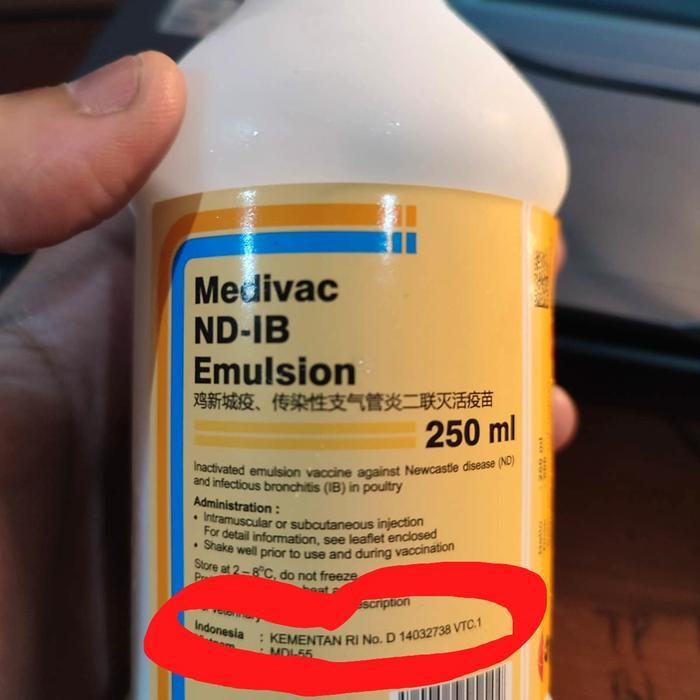 Medivac
ND-IB
Emulsion
鸡新城疫、传染性支气管炎二联灭活疫苗
250 ml
Inactivated emulsion vaccine against Newcastle disease (ND)
and infectious bronchitis (IB) in poultry
Administration :
• Intramuscular or subcutaneous injection
For detail information, see leaflet enclosed
• Shake well prior to use and during vaccination
Store at 2 – 8°C, do not freeze
heat
Indonesia : KEMENTAN RI No. D 14032738 VTC.1
: MDI-55